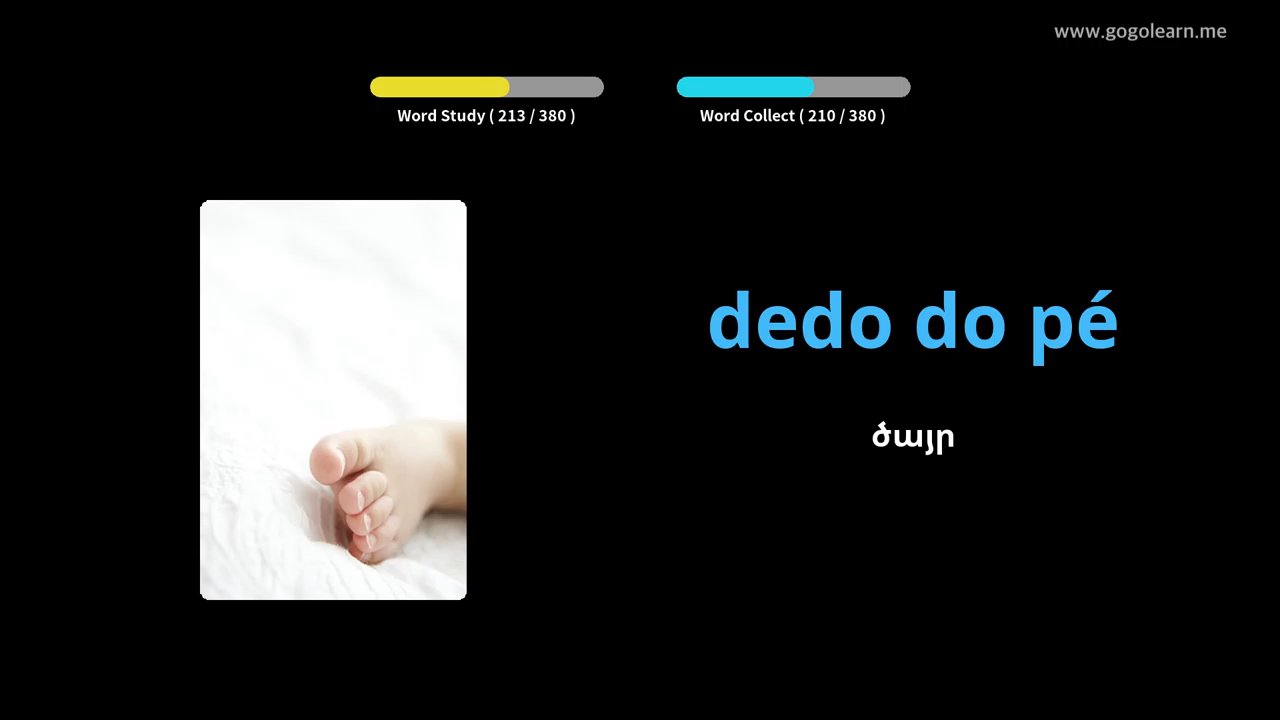 www.gogolearn.me
Word Study ( 213 / 380 )
Word Collect ( 210 / 380 )
dedo do pé
ծայր